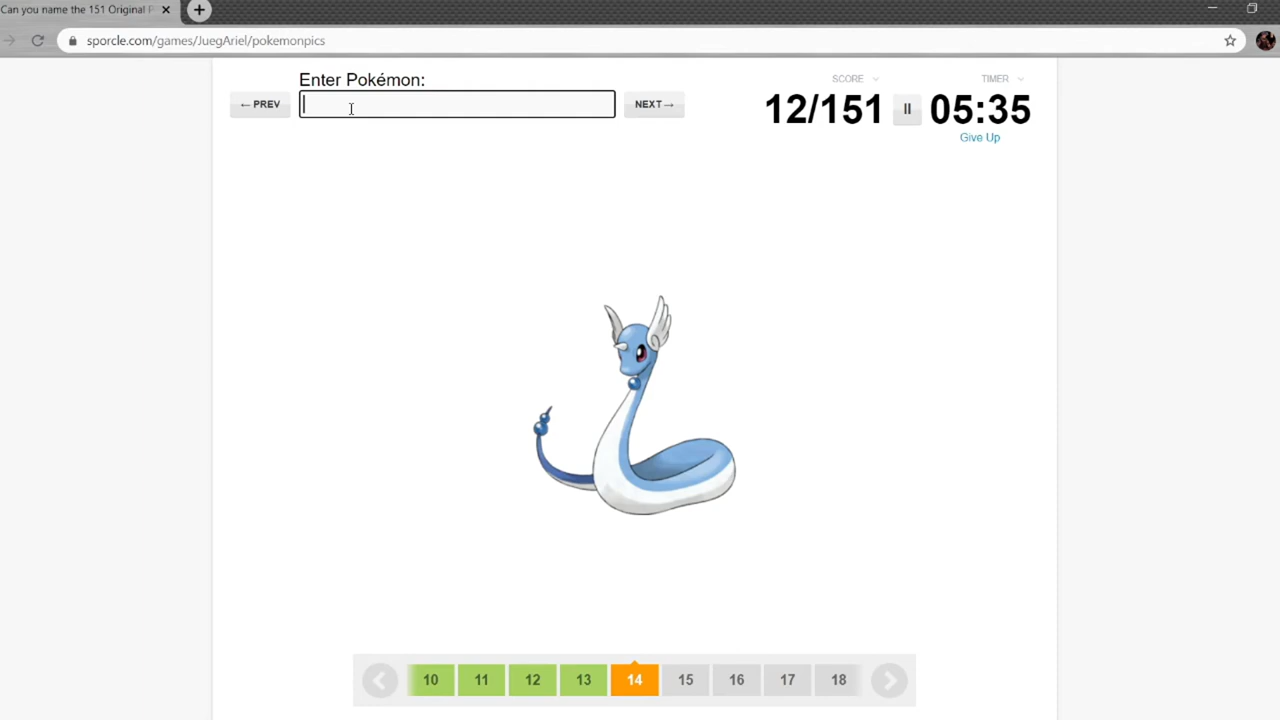 Can you name the 151 Original P
sporcle.com/games/JuegAriel/pokemonpics
Enter Pokémon:
← PREV
NEXT →
SCORE
12/151
TIMER
05:35
Give Up
10 11 12 13 14 15 16 17 18